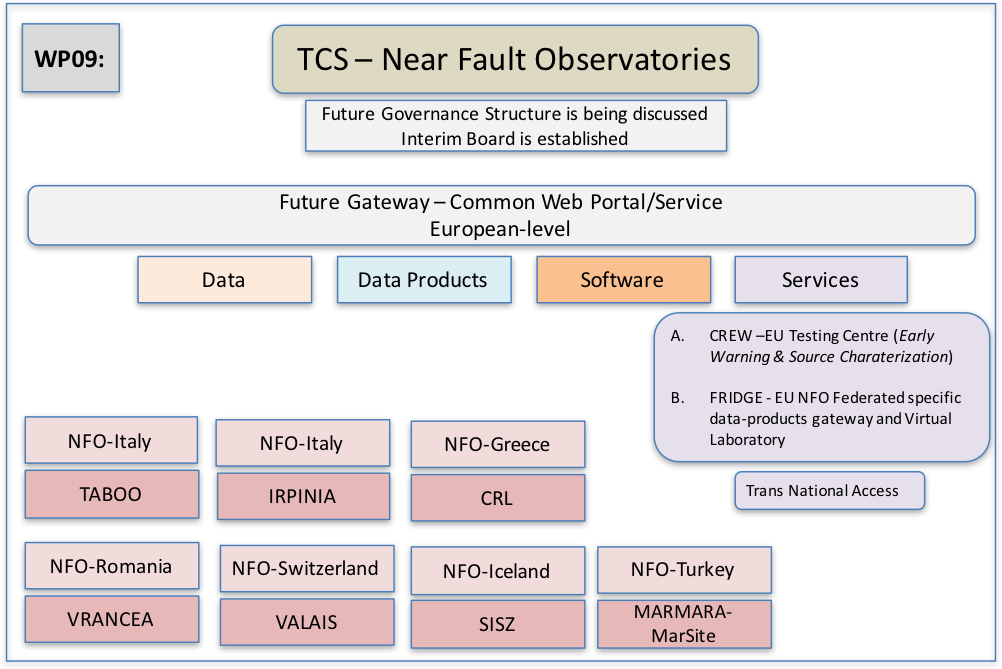 WP09:
TCS – Near Fault Observatories
Future Governance Structure is being discussed
Interim Board is established
Future Gateway – Common Web Portal/Service
European-level
Data
Data Products
Software
Services
A. CREW –EU Testing Centre (Early
Warning & Source Charaterization)
B. FRIDGE - EU NFO Federated specific
data-products gateway and Virtual
Laboratory
Trans National Access
NFO-Italy
TABOO
NFO-Italy
IRPINIA
NFO-Greece
CRL
NFO-Romania
VRANCEA
NFO-Switzerland
VALAIS
NFO-Iceland
SISZ
NFO-Turkey
MARMARA-
MarSite